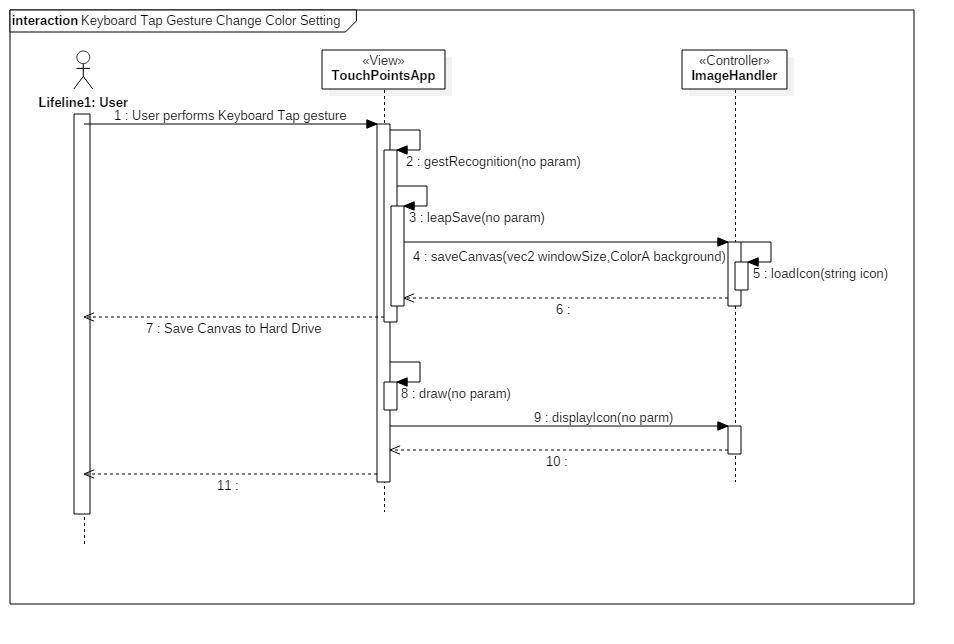 interaction Keyboard Tap Gesture Change Color Setting
«View»
TouchPointsApp
«Controller»
ImageHandler
Lifeline1: User
1 : User performs Keyboard Tap gesture
2 : gestRecognition(no param)
3 : leapSave(no param)
4 : saveCanvas(vec2 windowSize,ColorA background)
5 : loadIcon(string icon)
6 :
7 : Save Canvas to Hard Drive
8 : draw(no param)
9 : displayIcon(no parm)
10 :
11 :